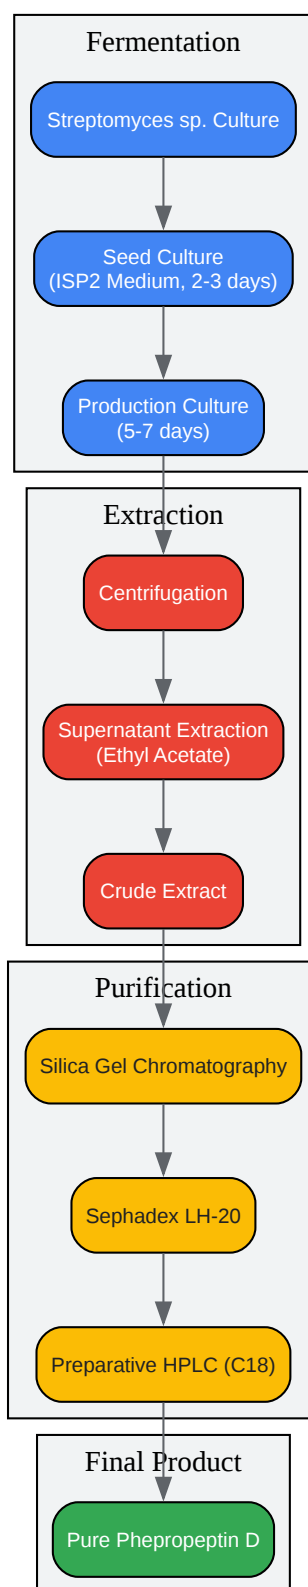 Fermentation
Streptomyces sp. Culture
Seed Culture
(ISP2 Medium, 2-3 days)
Production Culture
(5-7 days)
Extraction
Centrifugation
Supernatant Extraction
(Ethyl Acetate)
Crude Extract
Purification
Silica Gel Chromatography
Sephadex LH-20
Preparative HPLC (C18)
Final Product
Pure Phepropeptin D